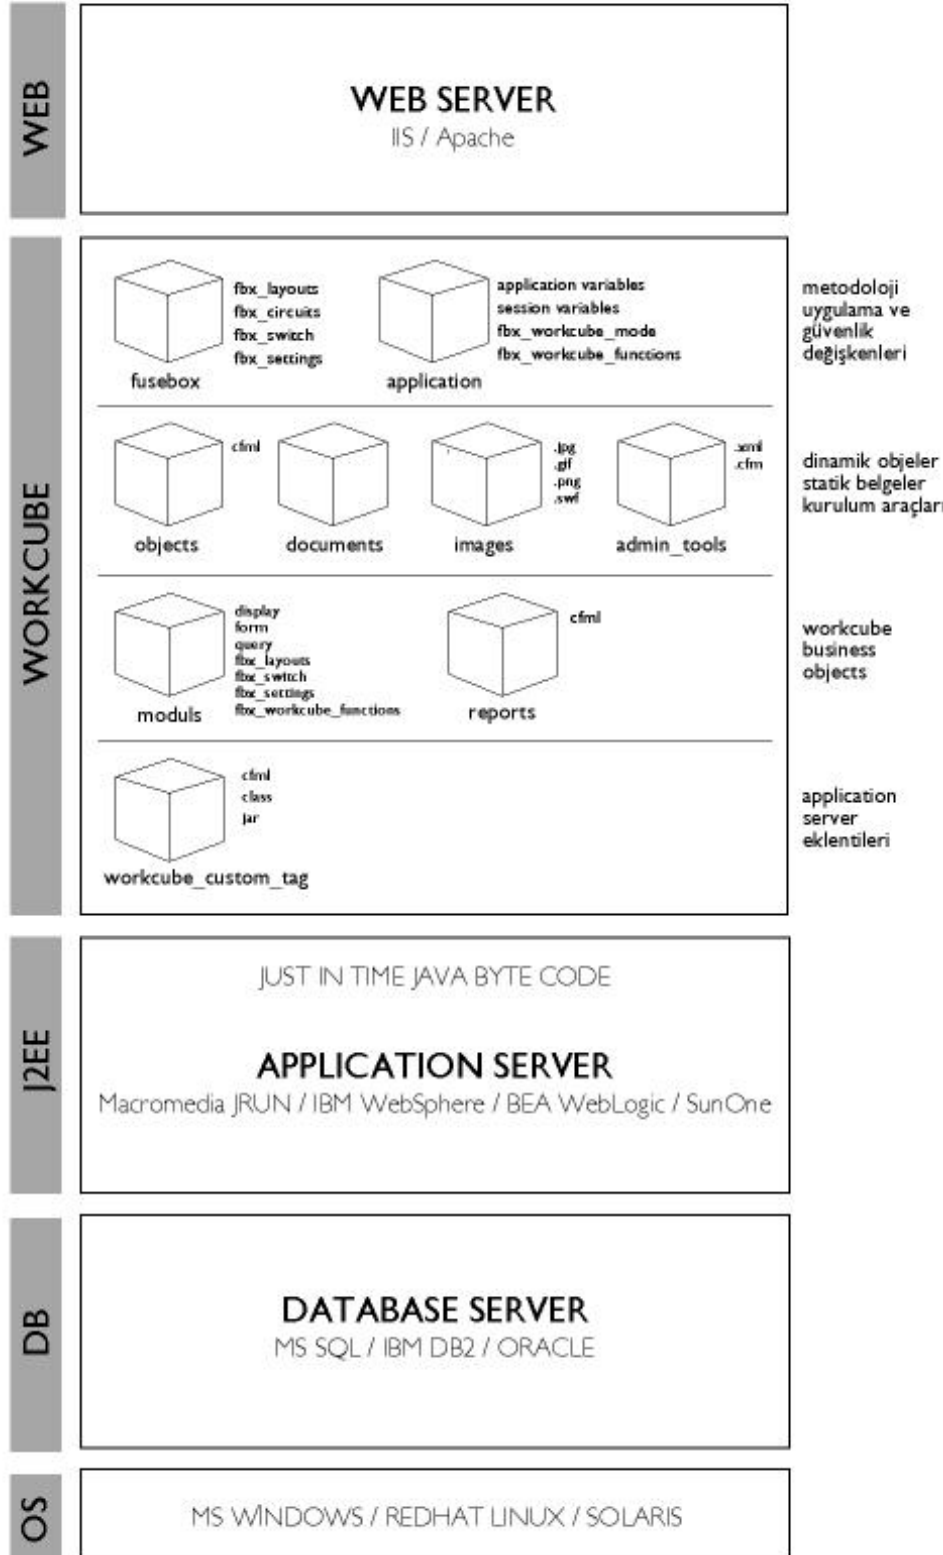 WEB
WEB SERVER
IIS / Apache
WORKCUBE
fbx_layouts
fbx_circuits
fbx_switch
fbx_settings
fusebox
application variables
session variables
fbx_workcube_mode
fbx_workcube_functions
application
metodoloji
uygulama ve
güvenlik
değişkenleri
cfml
objects
documents
.jpg
.gif
.png
.swf
images
.xml
.cfm
admin_tools
dinamik objeler
statik belgeler
kurulum araçları
display
form
query
fbx_layouts
fbx_switch
fbx_settings
fbx_workcube_functions
moduls
cfml
reports
workcube
business
objects
cfml
class
jar
workcube_custom_tag
application
server
eklentileri
J2EE
JUST IN TIME JAVA BYTE CODE
APPLICATION SERVER
Macromedia JRUN / IBM WebSphere / BEA WebLogic / SunOne
DB
DATABASE SERVER
MS SQL / IBM DB2 / ORACLE
OS
MS WİNDOWS / REDHAT LINUX / SOLARIS